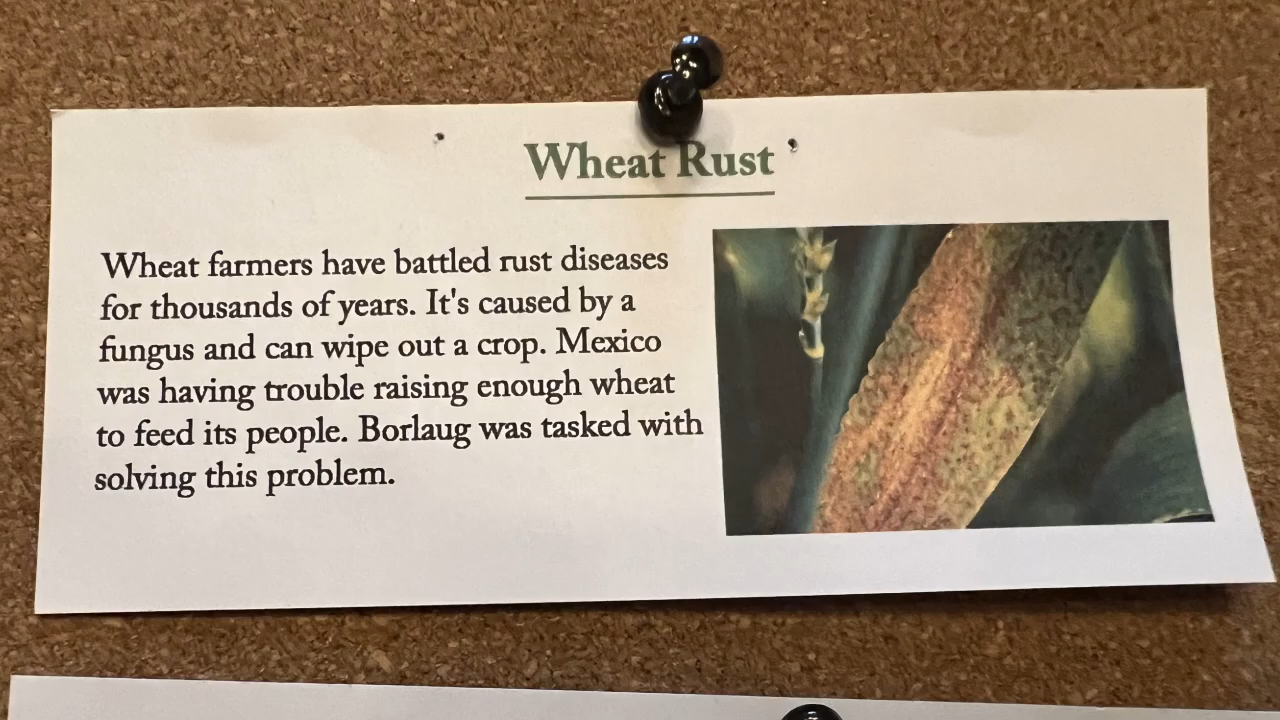 Wheat Rust
Wheat farmers have battled rust diseases
for thousands of years. It's caused by a
fungus and can wipe out a crop. Mexico
was having trouble raising enough wheat
to feed its people. Borlaug was tasked with
solving this problem.